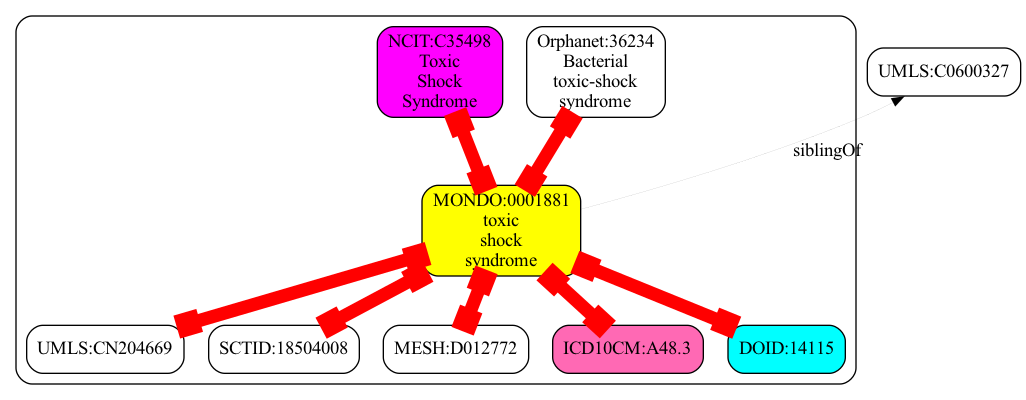 NCIT:C35498
Toxic
Shock
Syndrome
Orphanet:36234
Bacterial
toxic-shock
syndrome
UMLS:C0600327
siblingOf
MONDO:0001881
toxic
shock
syndrome
UMLS:CN204669
SCTID:18504008
MESH:D012772
ICD10CM:A48.3
DOID:14115